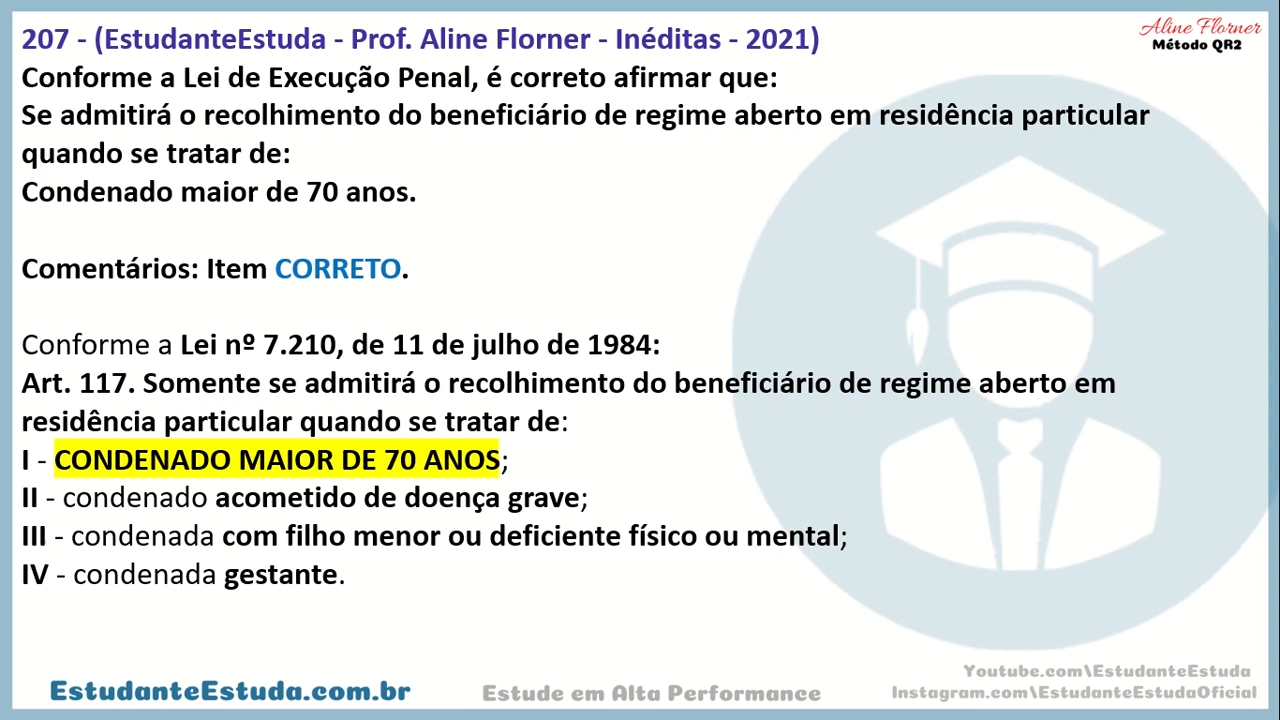 207 - (EstudanteEstuda - Prof. Aline Florner - Inéditas - 2021)
Aline Florner
Método QR2
Conforme a Lei de Execução Penal, é correto afirmar que:
Se admitirá o recolhimento do beneficiário de regime aberto em residência particular
quando se tratar de:
Condenado maior de 70 anos.
Comentários: Item CORRETO.
Conforme a Lei nº 7.210, de 11 de julho de 1984:
Art. 117. Somente se admitirá o recolhimento do beneficiário de regime aberto em
residência particular quando se tratar de:
I - CONDENADO MAIOR DE 70 ANOS;
II - condenado acometido de doença grave;
III - condenada com filho menor ou deficiente físico ou mental;
IV - condenada gestante.
EstudanteEstuda.com.br
Estude em Alta Performance
Youtube.com\EstudanteEstuda
Instagram.com\EstudanteEstudaOficial